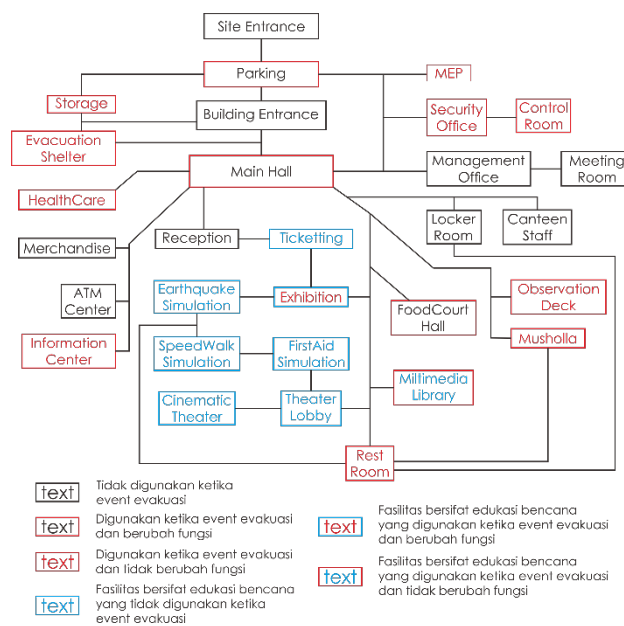 Site Entrance
Parking
MEP
Storage
Building Entrance
Security
Office
Control
Room
Evacuation
Shelter
Main Hall
Management
Office
Meeting
Room
HealthCare
Locker
Room
Canteen
Staff
Merchandise
Reception
Ticketting
ATM
Center
Earthquake
Simulation
Exhibition
FoodCourt
Hall
Observation
Deck
Information
Center
SpeedWalk
Simulation
FirstAid
Simulation
Musholla
Cinematic
Theater
Theater
Lobby
Miltimedia
Library
Rest
Room
text
Tidak digunakan ketika
event evakuasi
text
Digunakan ketika event evakuasi
dan berubah fungsi
text
Digunakan ketika event evakuasi
dan tidak berubah fungsi
text
Fasilitas bersifat edukasi bencana
yang tidak digunakan ketika
event evakuasi
text
Fasilitas bersifat edukasi bencana
yang digunakan ketika event evakuasi
dan berubah fungsi
text
Fasilitas bersifat edukasi bencana
yang digunakan ketika event evakuasi
dan tidak berubah fungsi